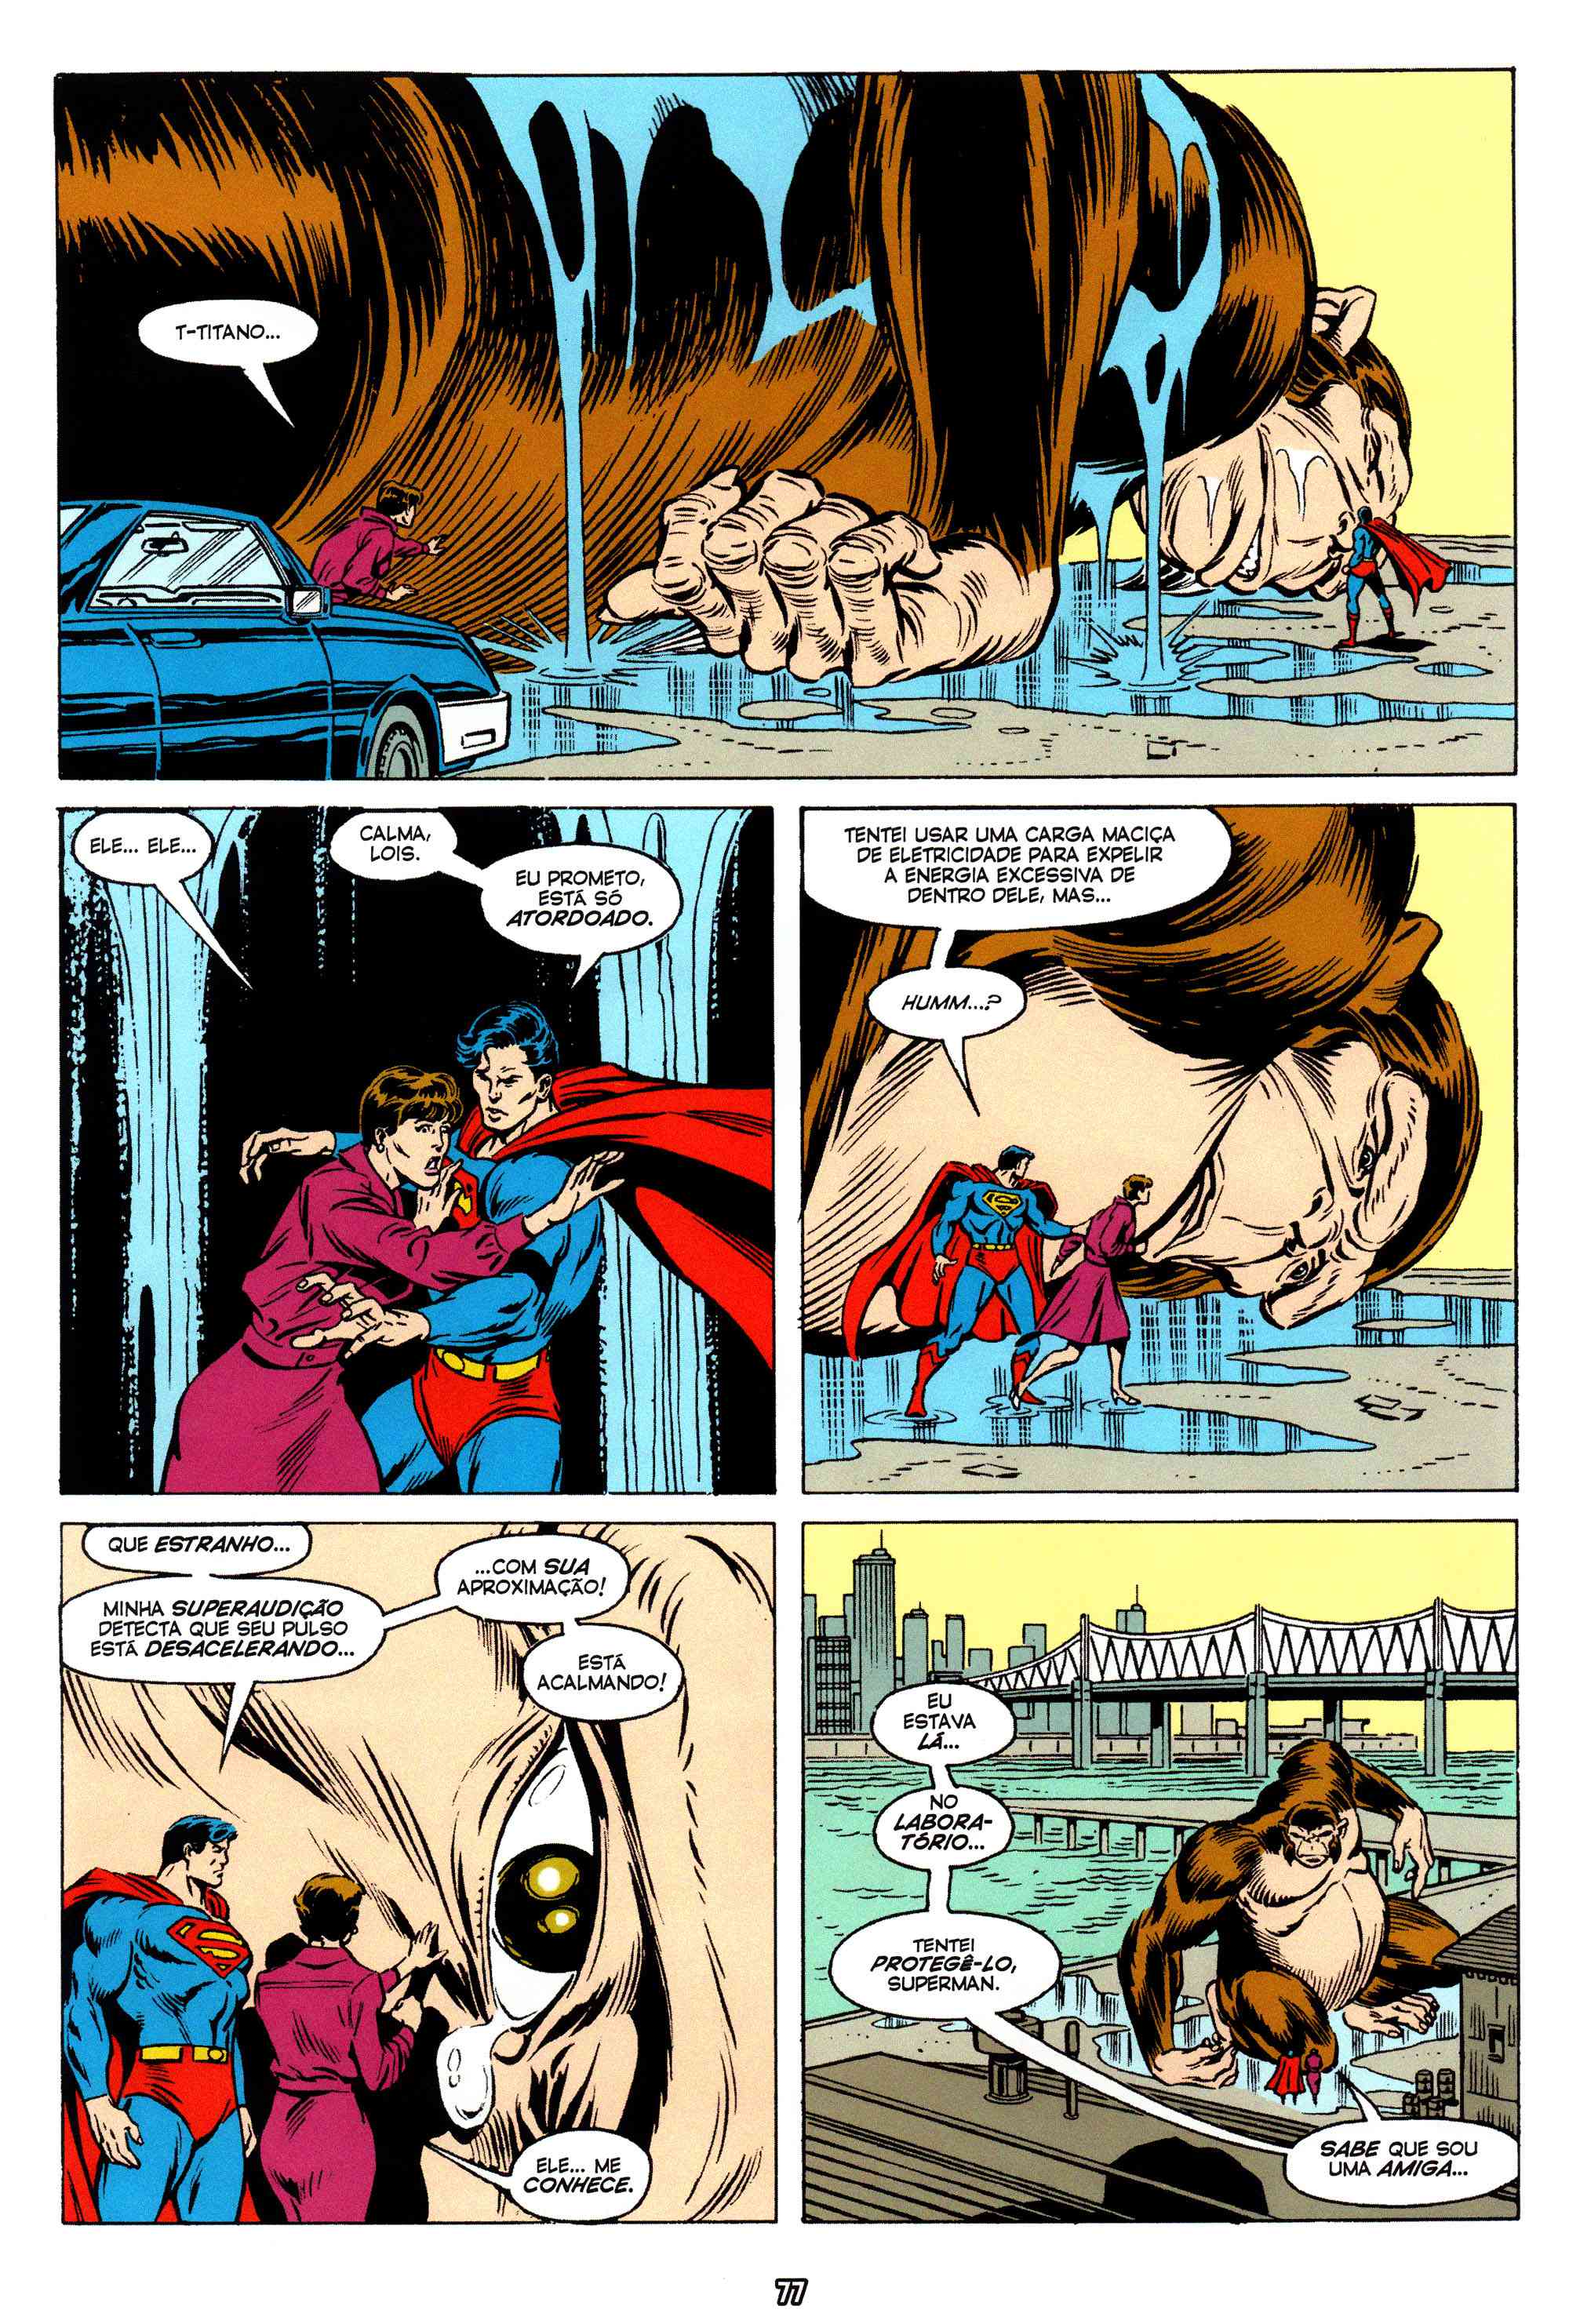 T-TITANO...
ELE... ELE...
CALMA,
LOIS.
EU PROMETO,
ESTÁ SÓ
ATORDOADO.
TENTEI USAR UMA CARGA MACIÇA
DE ELETRICIDADE PARA EXPELIR
A ENERGIA EXCESSIVA DE
DENTRO DELE, MAS...
HUMM...?
QUE ESTRANHO...
MINHA SUPERAUDIÇÃO
DETECTA QUE SEU PULSO
ESTÁ DESACELERANDO...
...COM SUA
APROXIMAÇÃO!
ESTÁ
ACALMANDO!
ELE... ME
CONHECE.
EU
ESTAVA
LÁ...
NO
LABORA-
TÓRIO...
TENTEI
PROTEGÊ-LO,
SUPERMAN.
SABE QUE SOU
UMA AMIGA...
77